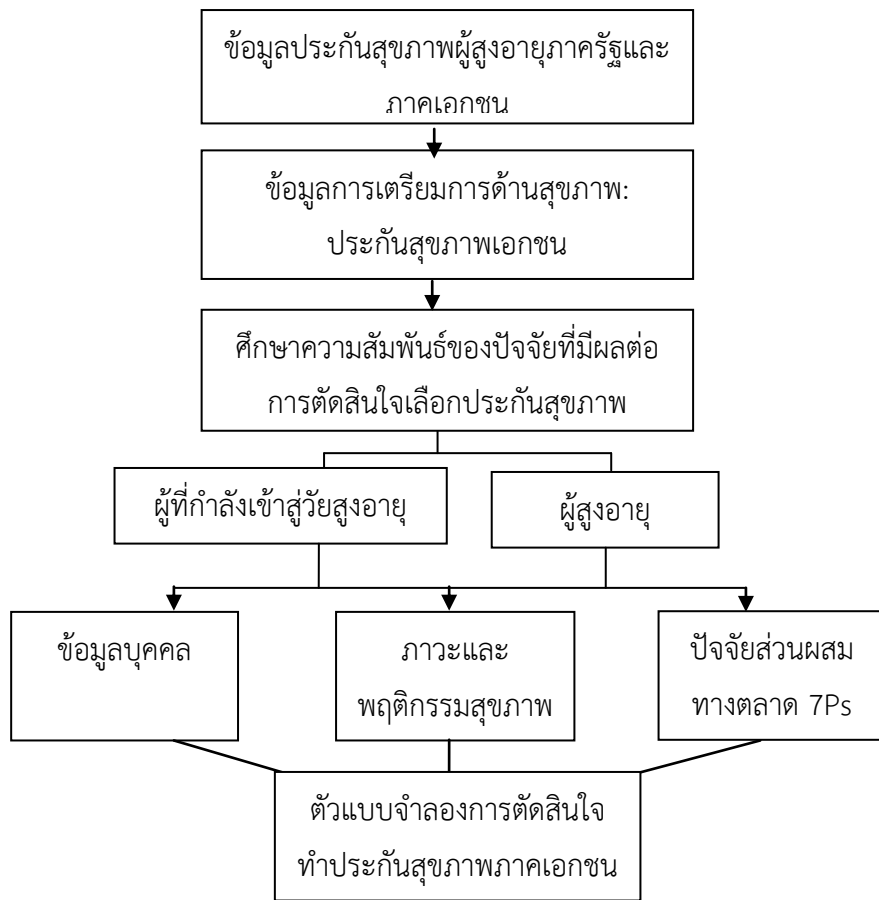 ข้อมูลประกันสุขภาพผู้สูงอายุภาครัฐและ
ภาคเอกชน
ข้อมูลการเตรียมการด้านสุขภาพ:
ประกันสุขภาพเอกชน
ศึกษาความสัมพันธ์ของปัจจัยที่มีผลต่อ
การตัดสินใจเลือกประกันสุขภาพ
ผู้ที่กำลังเข้าสู่วัยสูงอายุ
ผู้สูงอายุ
ข้อมูลบุคคล
ภาวะและ
พฤติกรรมสุขภาพ
ปัจจัยส่วนผสม
ทางตลาด 7Ps
ตัวแบบจำลองการตัดสินใจ
ทำประกันสุขภาพภาคเอกชน